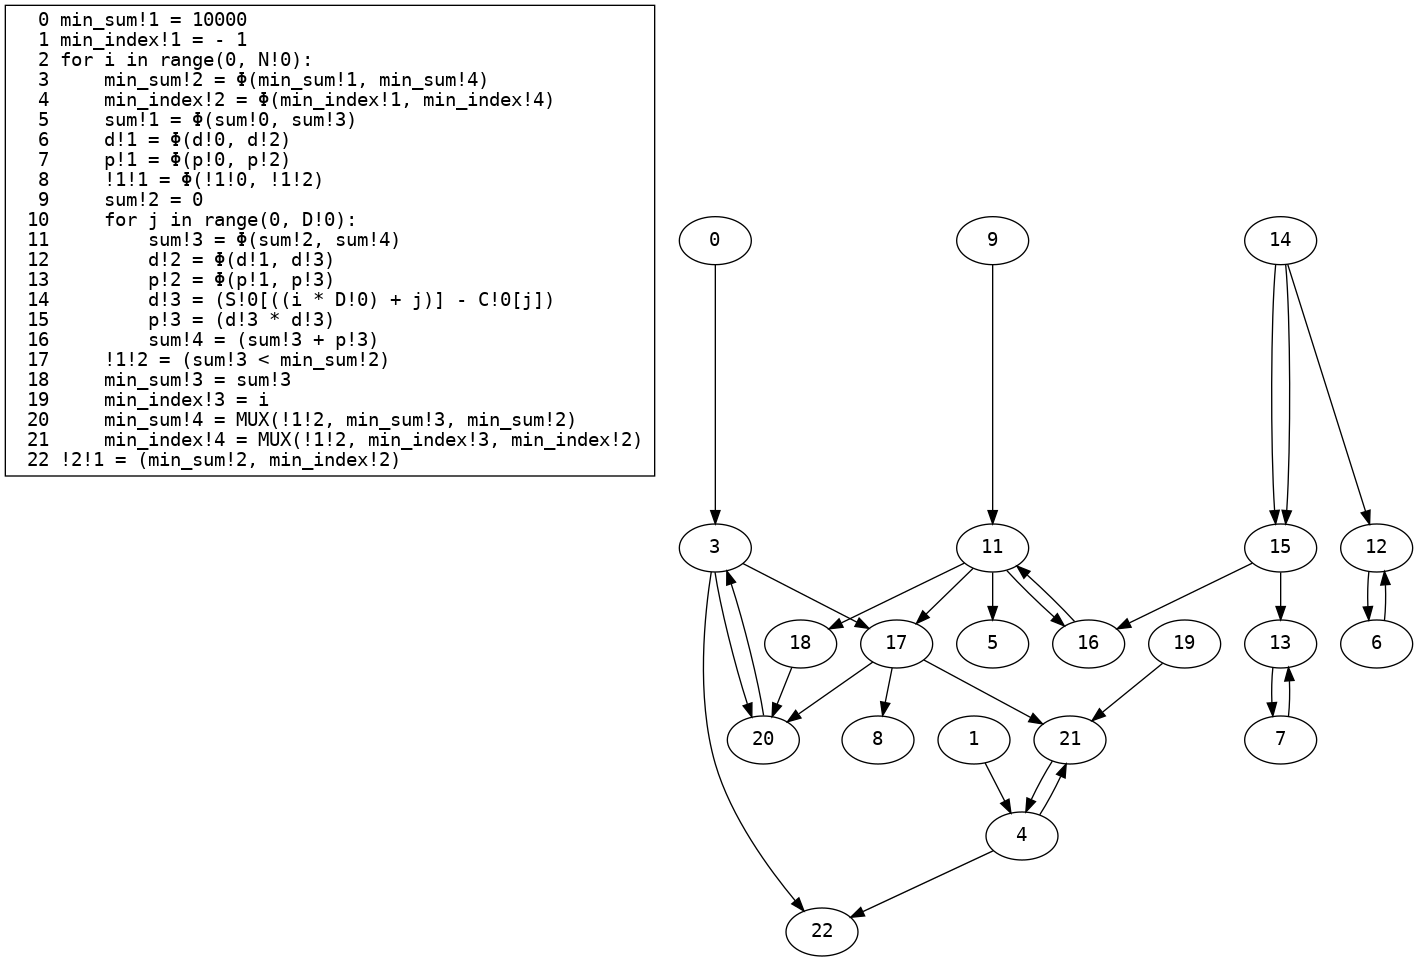 0 min_sum!1 = 10000
1 min_index!1 = - 1
2 for i in range(0, N!0):
3     min_sum!2 = Φ(min_sum!1, min_sum!4)
4     min_index!2 = Φ(min_index!1, min_index!4)
5     sum!1 = Φ(sum!0, sum!3)
6     d!1 = Φ(d!0, d!2)
7     p!1 = Φ(p!0, p!2)
8     !1!1 = Φ(!1!0, !1!2)
9     sum!2 = 0
10     for j in range(0, D!0):
11         sum!3 = Φ(sum!2, sum!4)
12         d!2 = Φ(d!1, d!3)
13         p!2 = Φ(p!1, p!3)
14         d!3 = (S!0[((i * D!0) + j)] - C!0[j])
15         p!3 = (d!3 * d!3)
16         sum!4 = (sum!3 + p!3)
17     !1!2 = (sum!3 < min_sum!2)
18     min_sum!3 = sum!3
19     min_index!3 = i
20     min_sum!4 = MUX(!1!2, min_sum!3, min_sum!2)
21     min_index!4 = MUX(!1!2, min_index!3, min_index!2)
22 !2!1 = (min_sum!2, min_index!2)
0 9 14
3 11 15 12
18 17 5 16 19 13 6
20 8 1 21 7
4
22